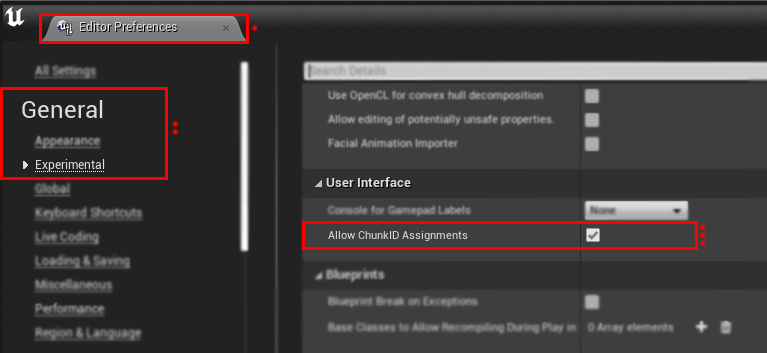 Editor Preferences
All Settings
General
Appearance
Experimental
Global
Keyboard Shortcuts
Live Coding
Loading & Saving
Miscellaneous
Performance
Region & Language
Search Details
Use OpenCL for convex hull decomposition
Allow editing of potentially unsafe properties.
Facial Animation Importer
User Interface
Console for Gamepad Labels None
Allow ChunkID Assignments
Blueprints
Blueprint Break on Exceptions
Base Classes to Allow Recompiling During Play in 0 Array elements